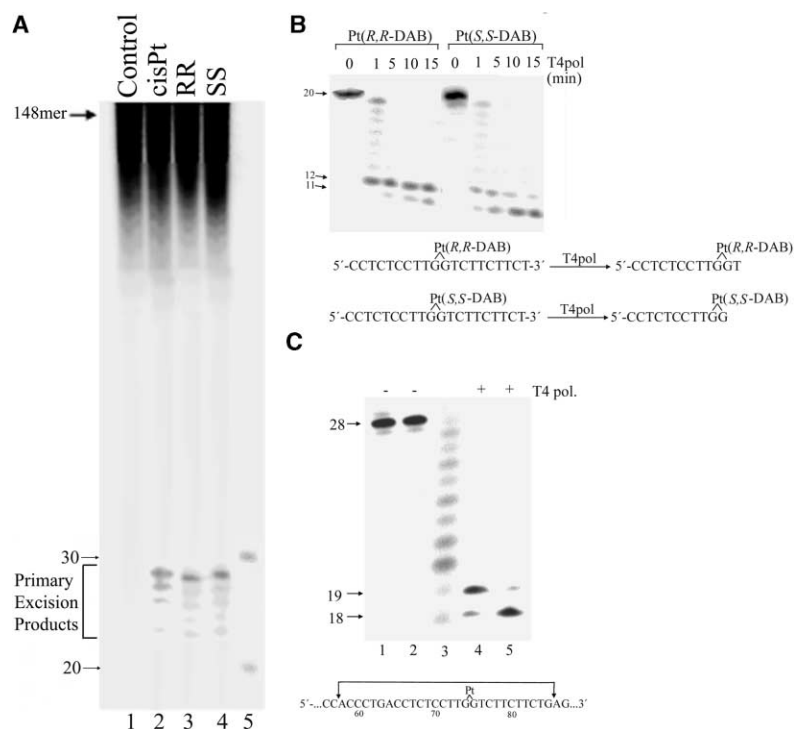 A
Control
cisPt
RR
SS
148mer
30
Primary
Excision
Products
20
1 2 3 4 5
B
Pt(R,R-DAB) Pt(S,S-DAB)
0 1 5 10 15 0 1 5 10 15 T4pol
(min)
20
12
11
Pt(R,R-DAB) Pt(R,R-DAB)
5´-CCTCTCCTTGGTCTTCTTCT-3´ T4pol 5´-CCTCTCCTTGGT
Pt(S,S-DAB) Pt(S,S-DAB)
5´-CCTCTCCTTGGTCTTCTTCT-3´ T4pol 5´-CCTCTCCTTGG
C
- - + + T4 pol.
28
19
18
1 2 3 4 5
Pt
5´-...CCACCCTGACCTCTCCTTGGTCTTCTTCTGAG...3´
60 70 80